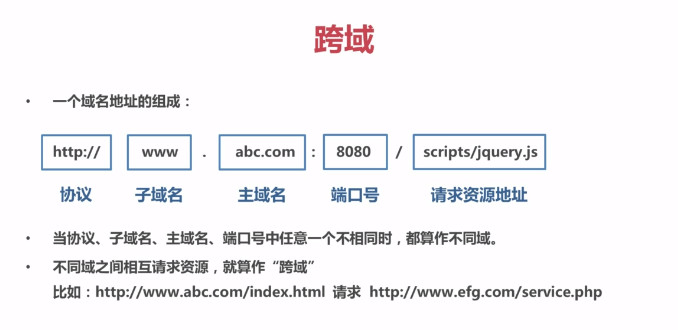 跨域
• 一个域名地址的组成：
http:// www . abc.com : 8080 / scripts/jquery.js
协议 子域名 主域名 端口号 请求资源地址
• 当协议、子域名、主域名、端口号中任意一个不相同时，都算作不同域。
• 不同域之间相互请求资源，就算作“跨域”
比如：http://www.abc.com/index.html 请求 http://www.efg.com/service.php